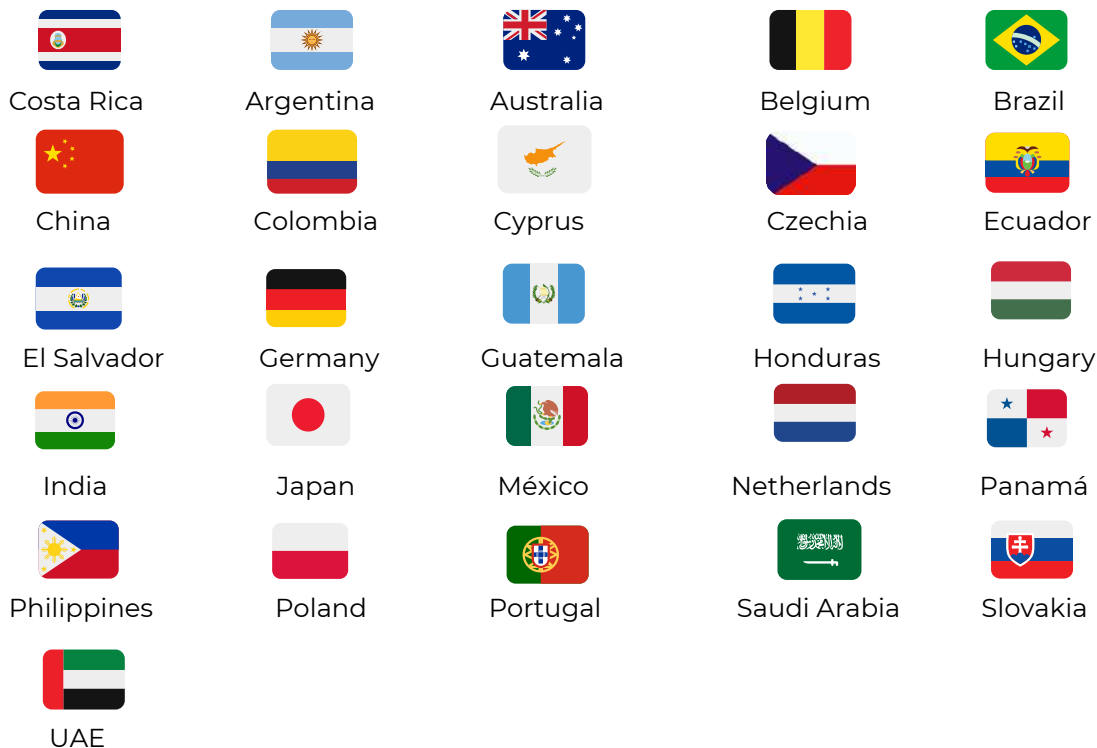 Costa Rica Argentina Australia Belgium Brazil
China Colombia Cyprus Czechia Ecuador
El Salvador Germany Guatemala Honduras Hungary
India Japan México Netherlands Panamá
Philippines Poland Portugal Saudi Arabia Slovakia
UAE